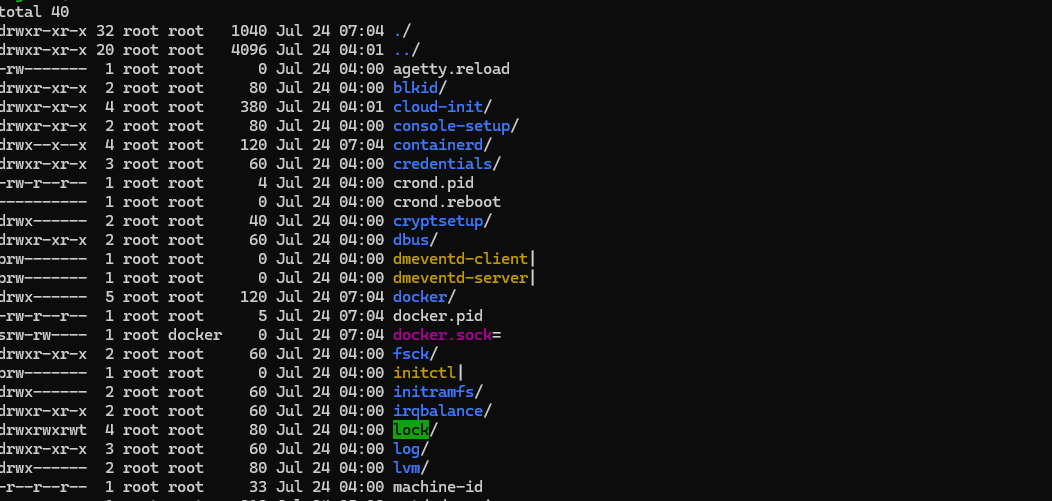 total 40
drwxr-xr-x 32 root root   1040 Jul 24 07:04 ./
drwxr-xr-x 20 root root   4096 Jul 24 04:01 ../
-rw-------  1 root root      0 Jul 24 04:00 agetty.reload
drwxr-xr-x  2 root root     80 Jul 24 04:00 blkid/
drwxr-xr-x  4 root root    380 Jul 24 04:01 cloud-init/
drwxr-xr-x  2 root root     80 Jul 24 04:00 console-setup/
drwx--x--x  4 root root    120 Jul 24 07:04 containerd/
drwxr-xr-x  3 root root     60 Jul 24 04:00 credentials/
-rw-r--r--  1 root root      4 Jul 24 04:00 crond.pid
----------  1 root root      0 Jul 24 04:00 crond.reboot
drwx------  2 root root     40 Jul 24 04:00 cryptsetup/
drwxr-xr-x  2 root root     60 Jul 24 04:00 dbus/
prw-------  1 root root      0 Jul 24 04:00 dmeventd-client|
prw-------  1 root root      0 Jul 24 04:00 dmeventd-server|
drwx------  5 root root    120 Jul 24 07:04 docker/
-rw-r--r--  1 root root      5 Jul 24 07:04 docker.pid
srw-rw----  1 root docker    0 Jul 24 07:04 docker.sock=
drwxr-xr-x  2 root root     60 Jul 24 04:00 fsck/
prw-------  1 root root      0 Jul 24 04:00 initctl|
drwx------  2 root root     60 Jul 24 04:00 initramfs/
drwxr-xr-x  2 root root     60 Jul 24 04:00 irqbalance/
drwxrwxrwt  4 root root     80 Jul 24 04:00 lock/
drwxr-xr-x  3 root root     60 Jul 24 04:00 log/
drwx------  2 root root     80 Jul 24 04:00 lvm/
-r--r--r--  1 root root     33 Jul 24 04:00 machine-id